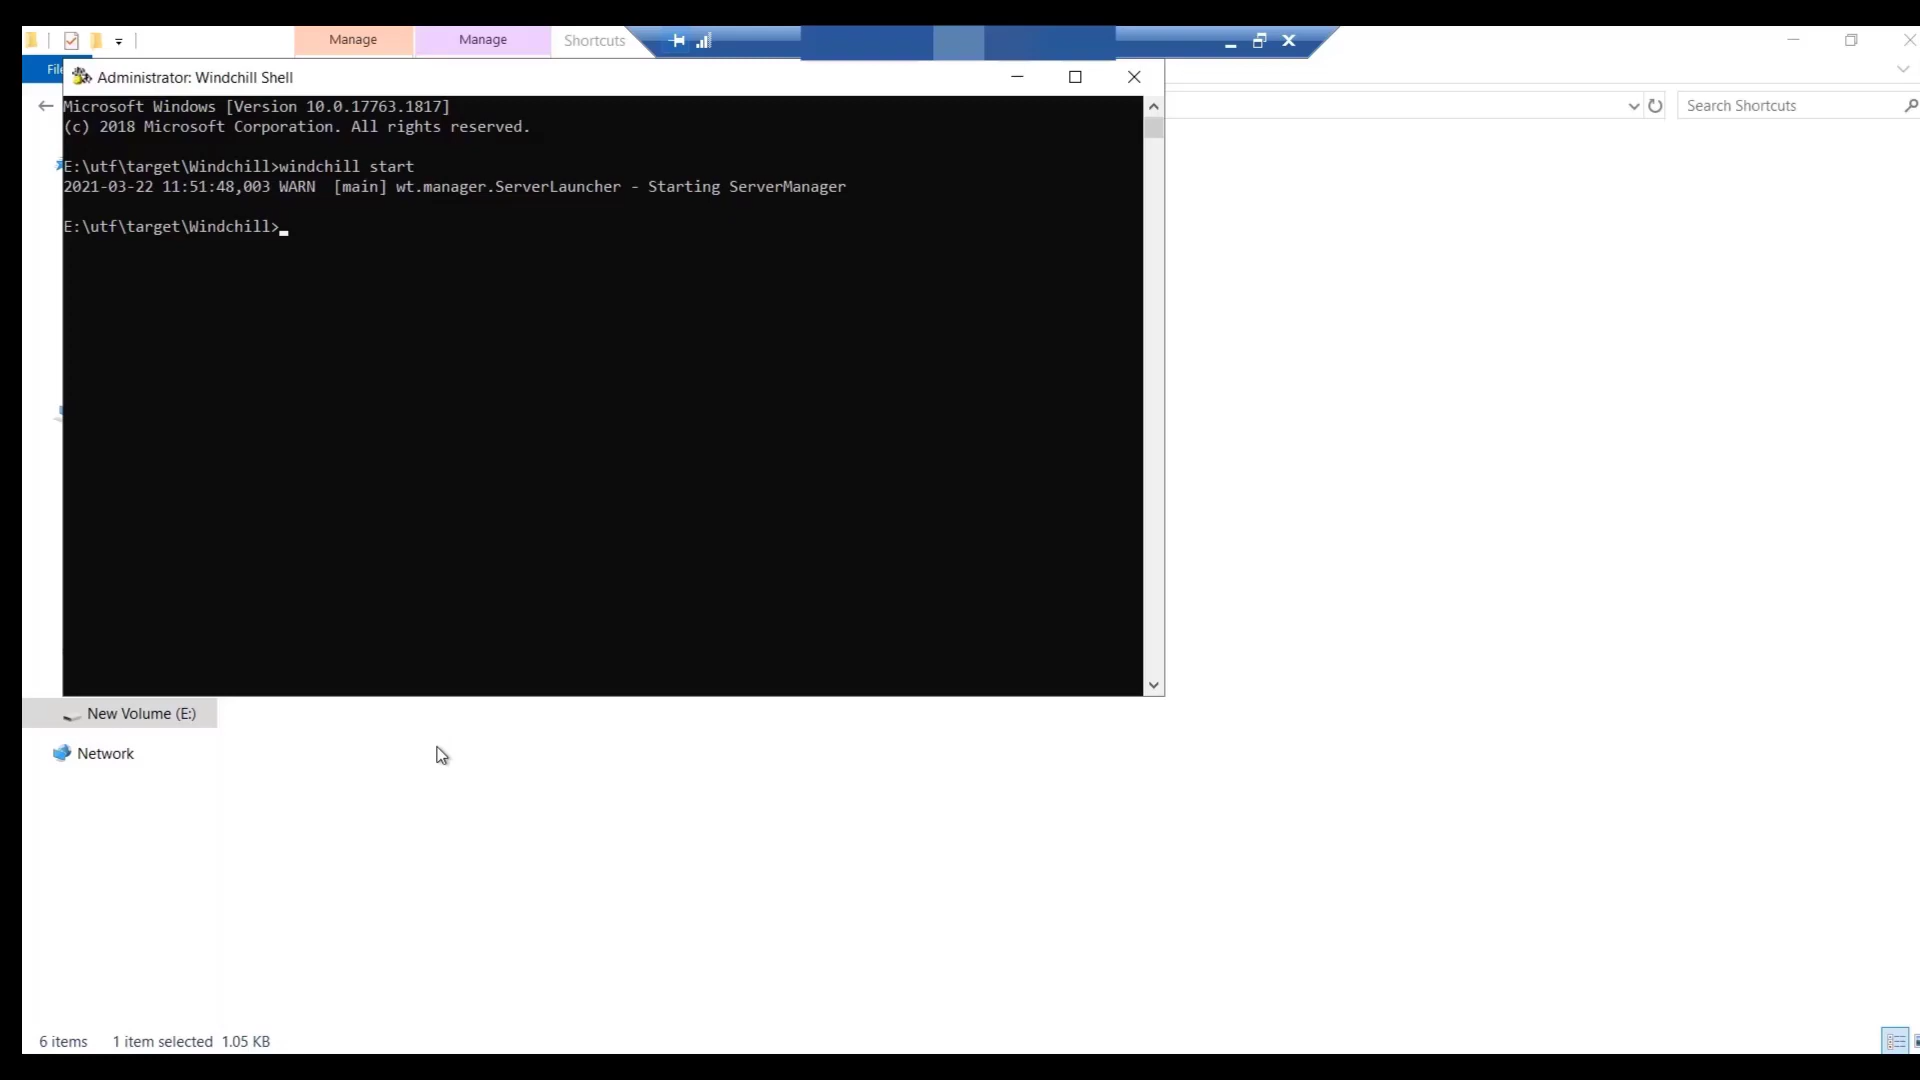 Manage
Manage
Shortcuts
File
Administrator: Windchill Shell
Search Shortcuts
Microsoft Windows [Version 10.0.17763.1817]
(c) 2018 Microsoft Corporation. All rights reserved.
E:\utf\target\Windchill>windchill start
2021-03-22 11:51:48,003 WARN  [main] wt.manager.ServerLauncher - Starting ServerManager
E:\utf\target\Windchill>
New Volume (E:)
Network
6 items
1 item selected
1.05 KB